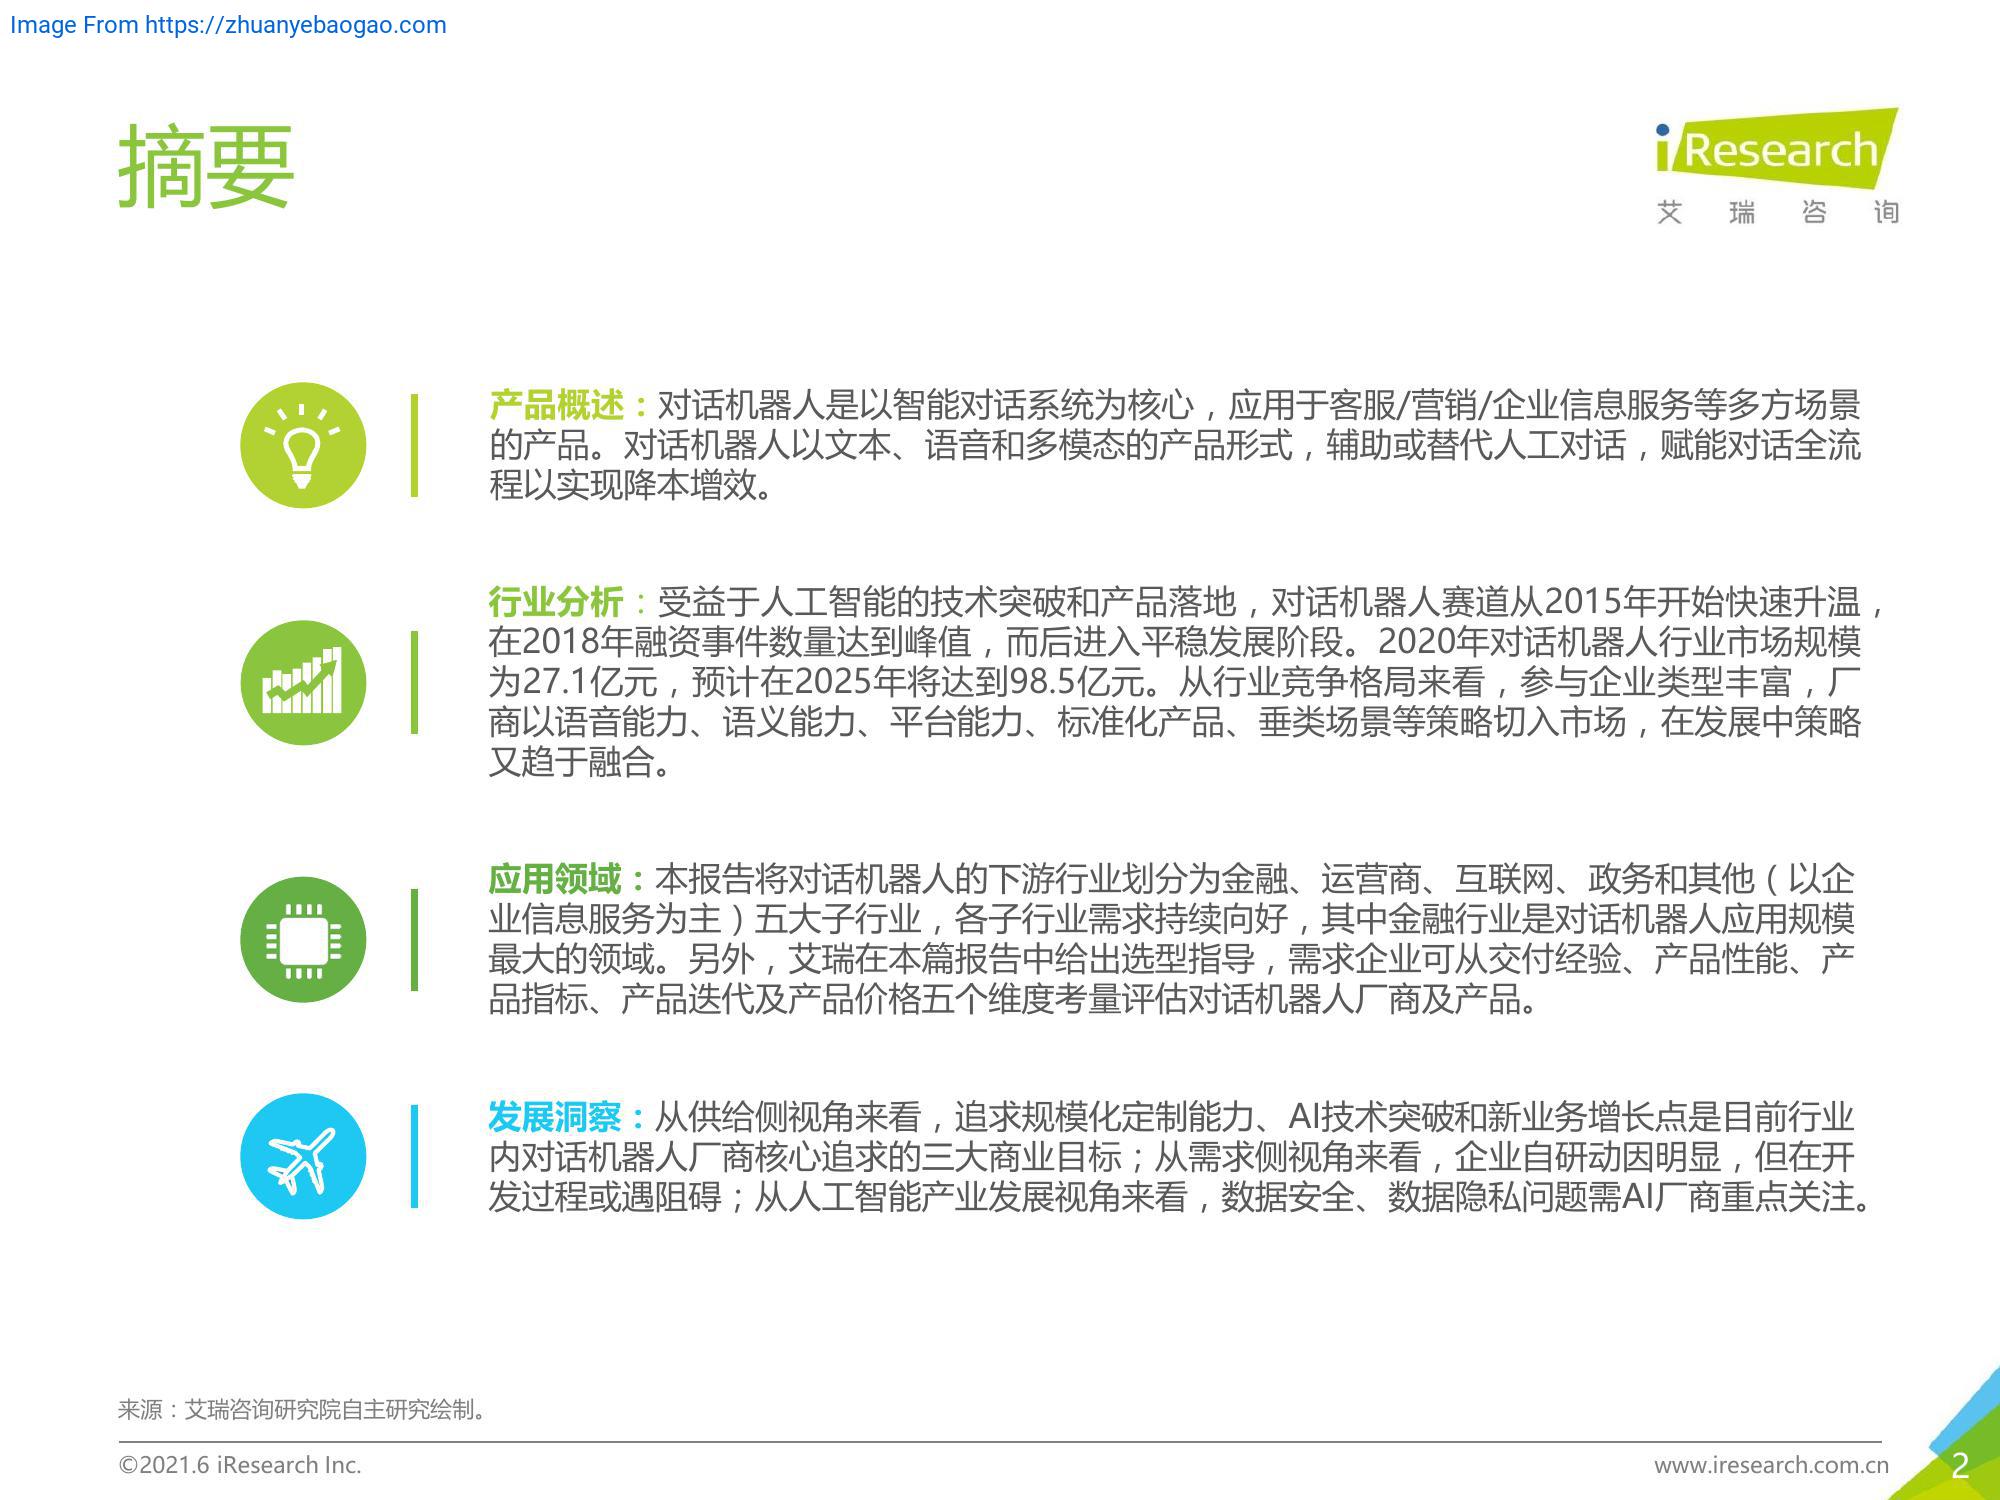 Image From https://zhuanyebaogao.com
摘要
iResearch
艾瑞咨询
产品概述：对话机器人是以智能对话系统为核心，应用于客服/营销/企业信息服务等多方场景
的产品。对话机器人以文本、语音和多模态的产品形式，辅助或替代人工对话，赋能对话全流
程以实现降本增效。
行业分析：受益于人工智能的技术突破和产品落地，对话机器人赛道从2015年开始快速升温，
在2018年融资事件数量达到峰值，而后进入平稳发展阶段。2020年对话机器人行业市场规模
为27.1亿元，预计在2025年将达到98.5亿元。从行业竞争格局来看，参与企业类型丰富，厂
商以语音能力、语义能力、平台能力、标准化产品、垂类场景等策略切入市场，在发展中策略
又趋于融合。
应用领域：本报告将对话机器人的下游行业划分为金融、运营商、互联网、政务和其他（以企
业信息服务为主）五大子行业，各子行业需求持续向好，其中金融行业是对话机器人应用规模
最大的领域。另外，艾瑞在本篇报告中给出选型指导，需求企业可从交付经验、产品性能、产
品指标、产品迭代及产品价格五个维度考量评估对话机器人厂商及产品。
发展洞察：从供给侧视角来看，追求规模化定制能力、AI技术突破和新业务增长点是目前行业
内对话机器人厂商核心追求的三大商业目标；从需求侧视角来看，企业自研动因明显，但在开
发过程或遇阻碍；从人工智能产业发展视角来看，数据安全、数据隐私问题需AI厂商重点关注。
来源：艾瑞咨询研究院自主研究绘制。
©2021.6 iResearch Inc.
www.iresearch.com.cn
2